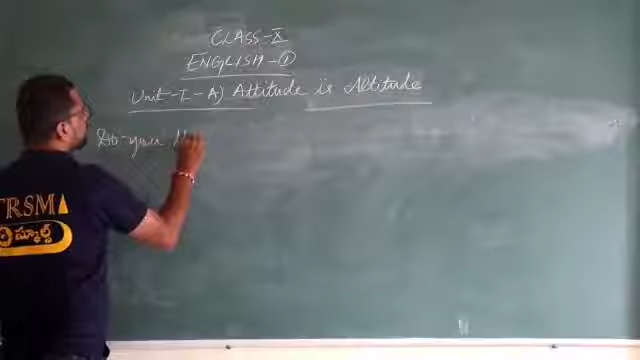 CLASS-X
ENGLISH-①
Unit-I-A) Attitude is Altitude
Do you
TRSMA
స్కూల్స్